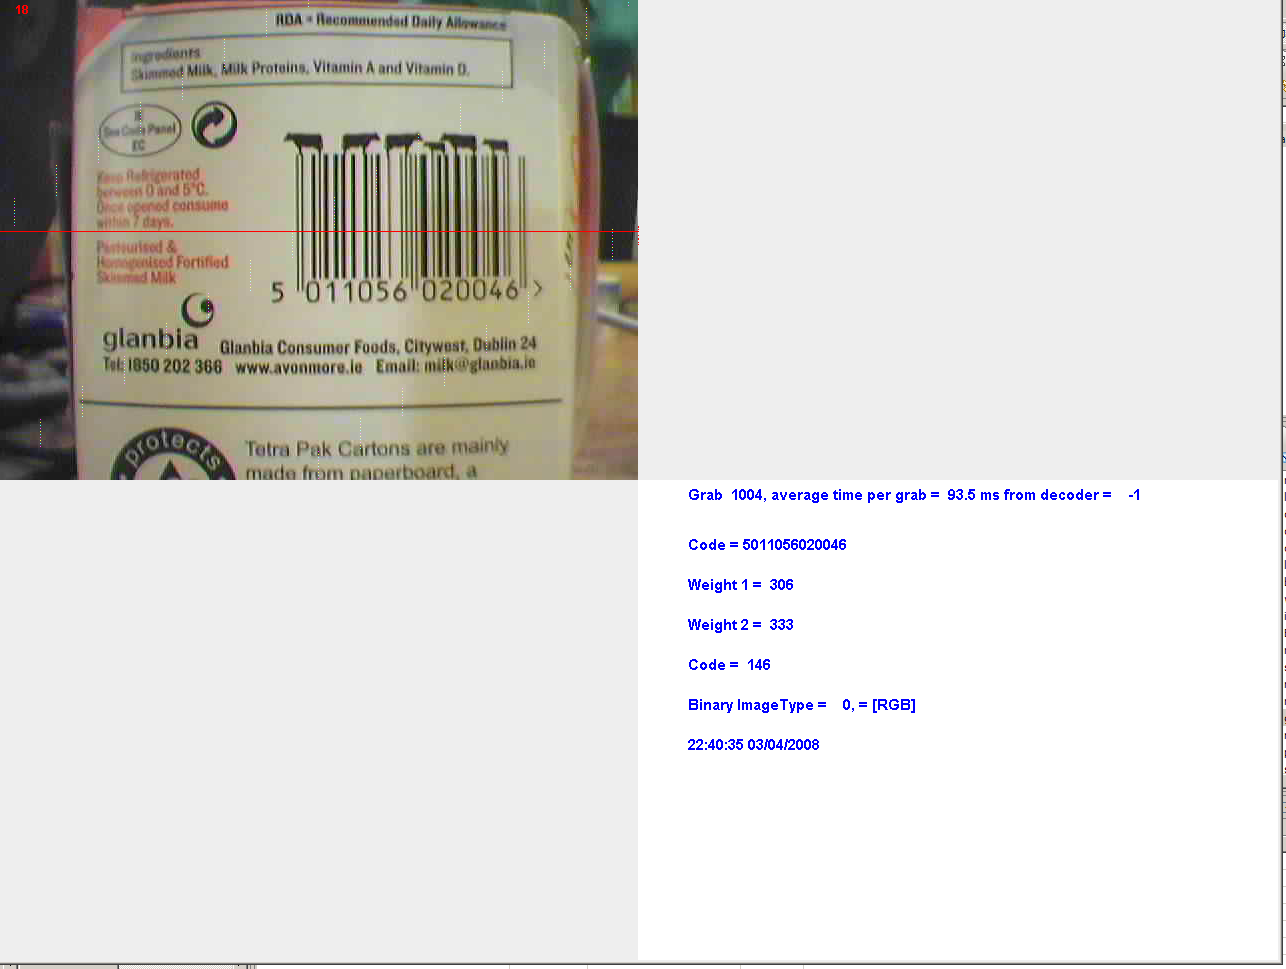 18
RDA = Recommended Daily Allowance
Ingredients
Skimmed Milk, Milk Proteins, Vitamin A and Vitamin D.
IE
See Code Panel
EC
Keep Refrigerated
between 0 and 5°C.
Once opened consume
within 7 days.
Pasteurised &
Homogenised Fortified
Skimmed Milk
5 011056 020046 >
glanbia
Glanbia Consumer Foods, Citywest, Dublin 24
Tel: 1850 202 366 www.avonmore.ie Email: milk@glanbia.ie
protects
Tetra Pak Cartons are mainly
made from paperboard, a
Grab 1004, average time per grab = 93.5 ms from decoder = -1
Code = 5011056020046
Weight 1 = 306
Weight 2 = 333
Code = 146
Binary ImageType = 0, = [RGB]
22:40:35 03/04/2008